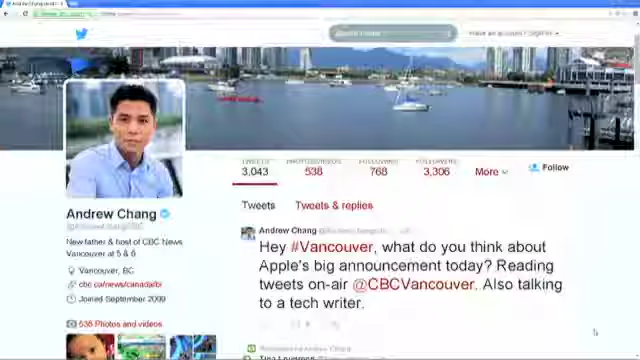 TWEETS PHOTOS/VIDEOS FOLLOWING FOLLOWERS
3,043 538 768 3,306 More Follow
Andrew Chang
Tweets Tweets & replies
New father & host of CBC News
Vancouver at 5 & 6
Vancouver, BC
cbc.ca/news/canada/bri
Joined September 2009
536 Photos and videos
Andrew Chang
Hey #Vancouver, what do you think about
Apple's big announcement today? Reading
tweets on-air @CBCVancouver. Also talking
to a tech writer.